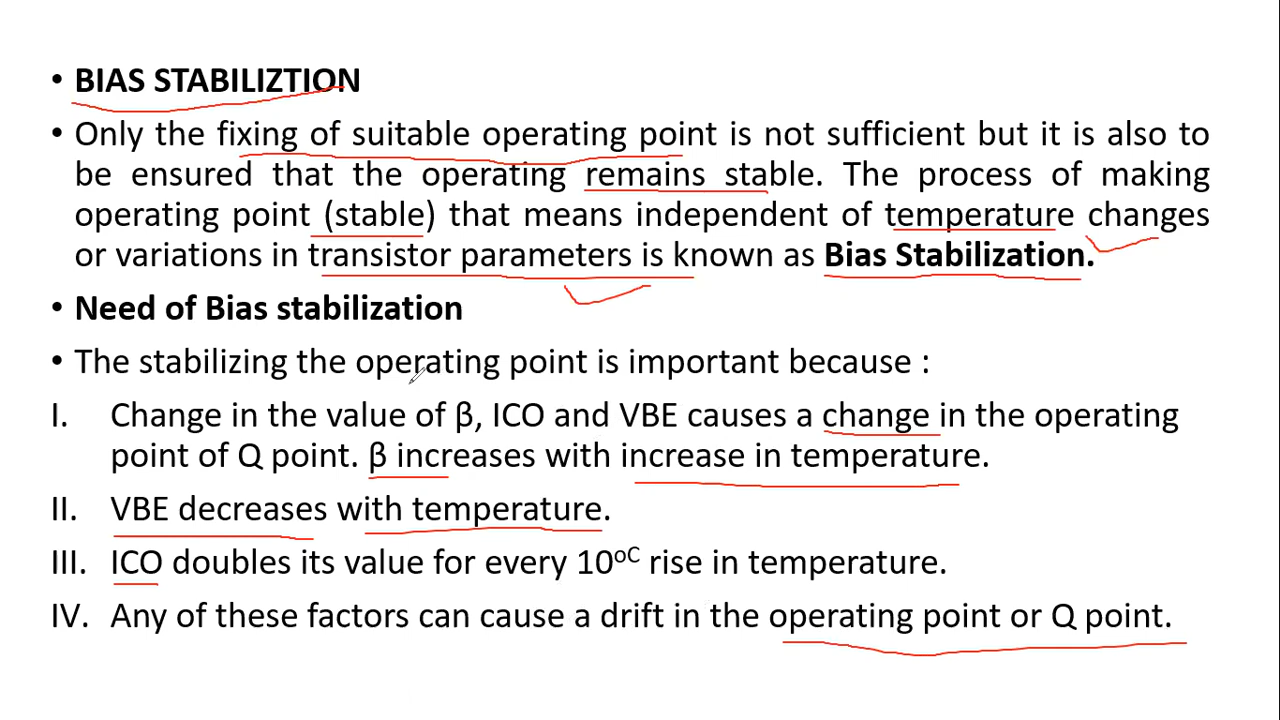 • BIAS STABILIZTION
• Only the fixing of suitable operating point is not sufficient but it is also to
be ensured that the operating remains stable. The process of making
operating point (stable) that means independent of temperature changes
or variations in transistor parameters is known as Bias Stabilization.
• Need of Bias stabilization
• The stabilizing the operating point is important because :
I. Change in the value of β, ICO and VBE causes a change in the operating
point of Q point. β increases with increase in temperature.
II. VBE decreases with temperature.
III. ICO doubles its value for every 10ᵒC rise in temperature.
IV. Any of these factors can cause a drift in the operating point or Q point.